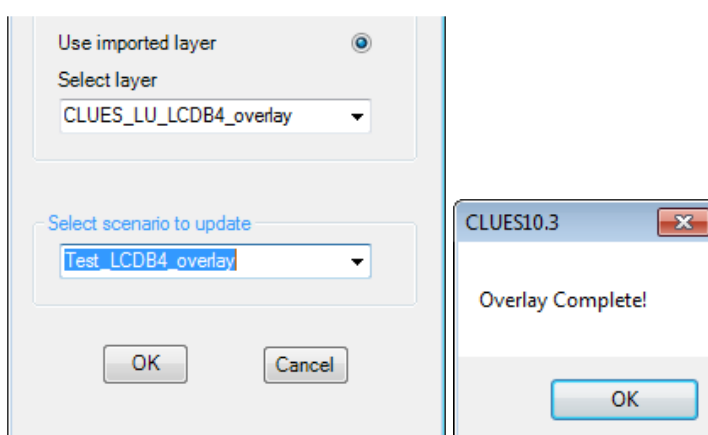 Use imported layer
Select layer
CLUES_LU_LCDB4_overlay
Select scenario to update
Test_LCDB4_overlay
OK
Cancel
CLUES10.3
Overlay Complete!
OK